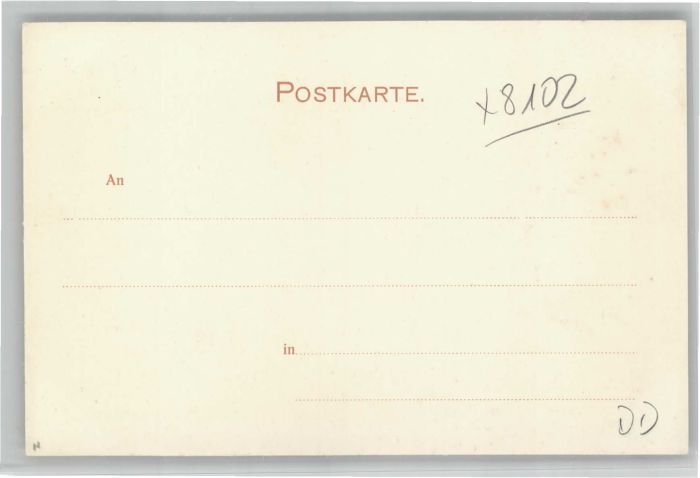 POSTKARTE.
x8102
An
in
DD